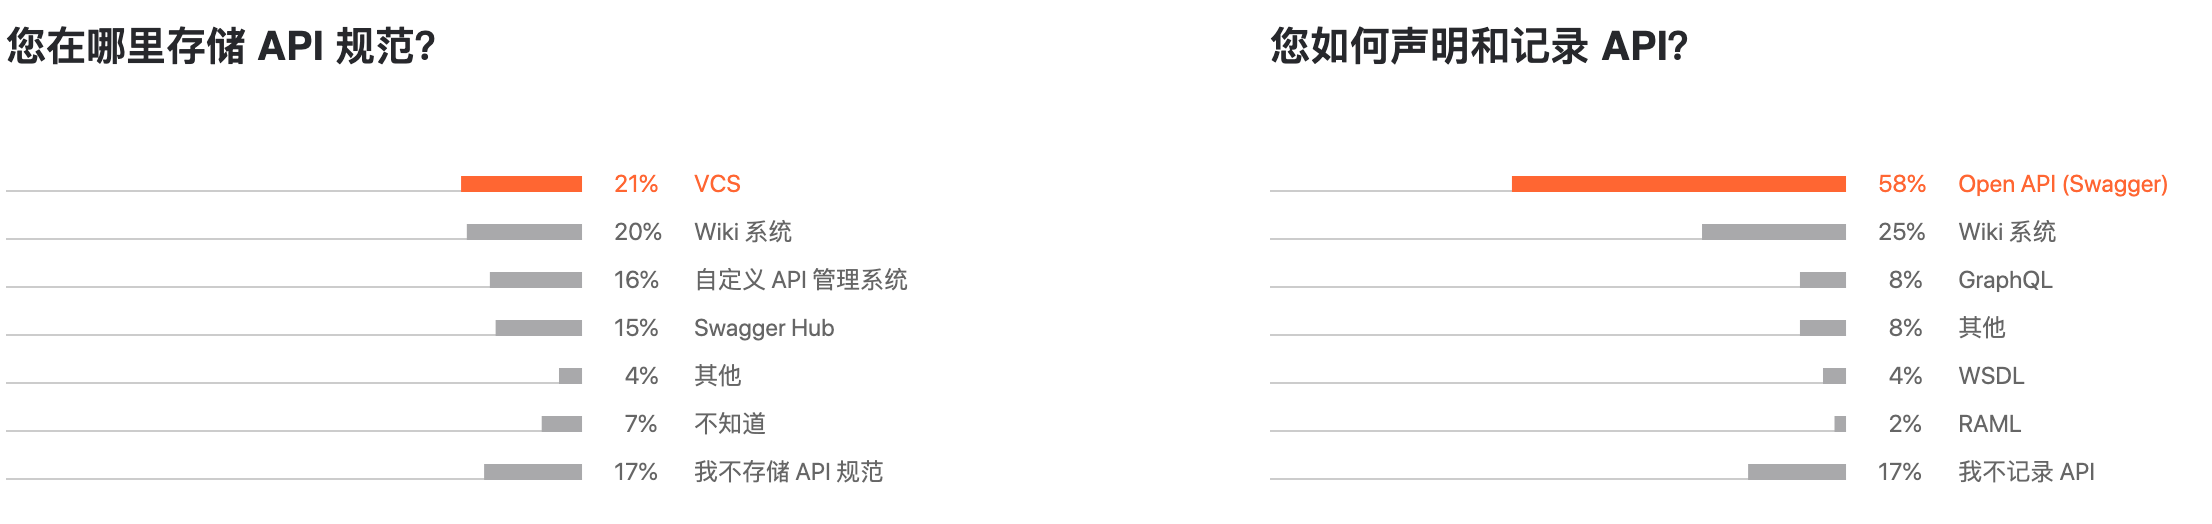 您在哪里存储 API 规范?
21% VCS
20% Wiki 系统
16% 自定义 API 管理系统
15% Swagger Hub
4% 其他
7% 不知道
17% 我不存储 API 规范
您如何声明和记录 API?
58% Open API (Swagger)
25% Wiki 系统
8% GraphQL
8% 其他
4% WSDL
2% RAML
17% 我不记录 API